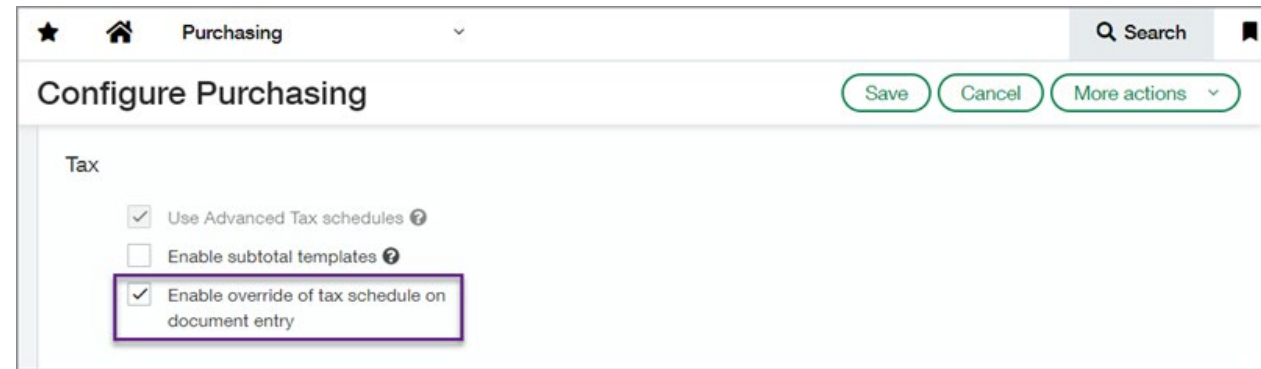 Purchasing
Search
Configure Purchasing
Save
Cancel
More actions
Tax
Use Advanced Tax schedules
Enable subtotal templates
Enable override of tax schedule on
document entry